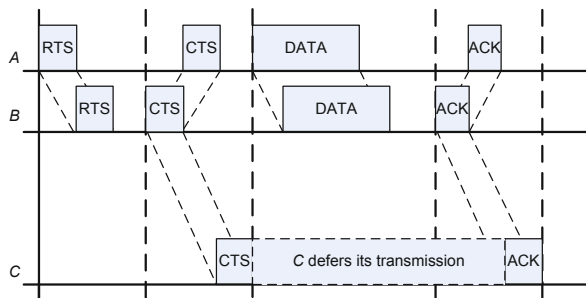 A RTS CTS DATA ACK
B RTS CTS DATA ACK
C CTS C defers its transmission ACK